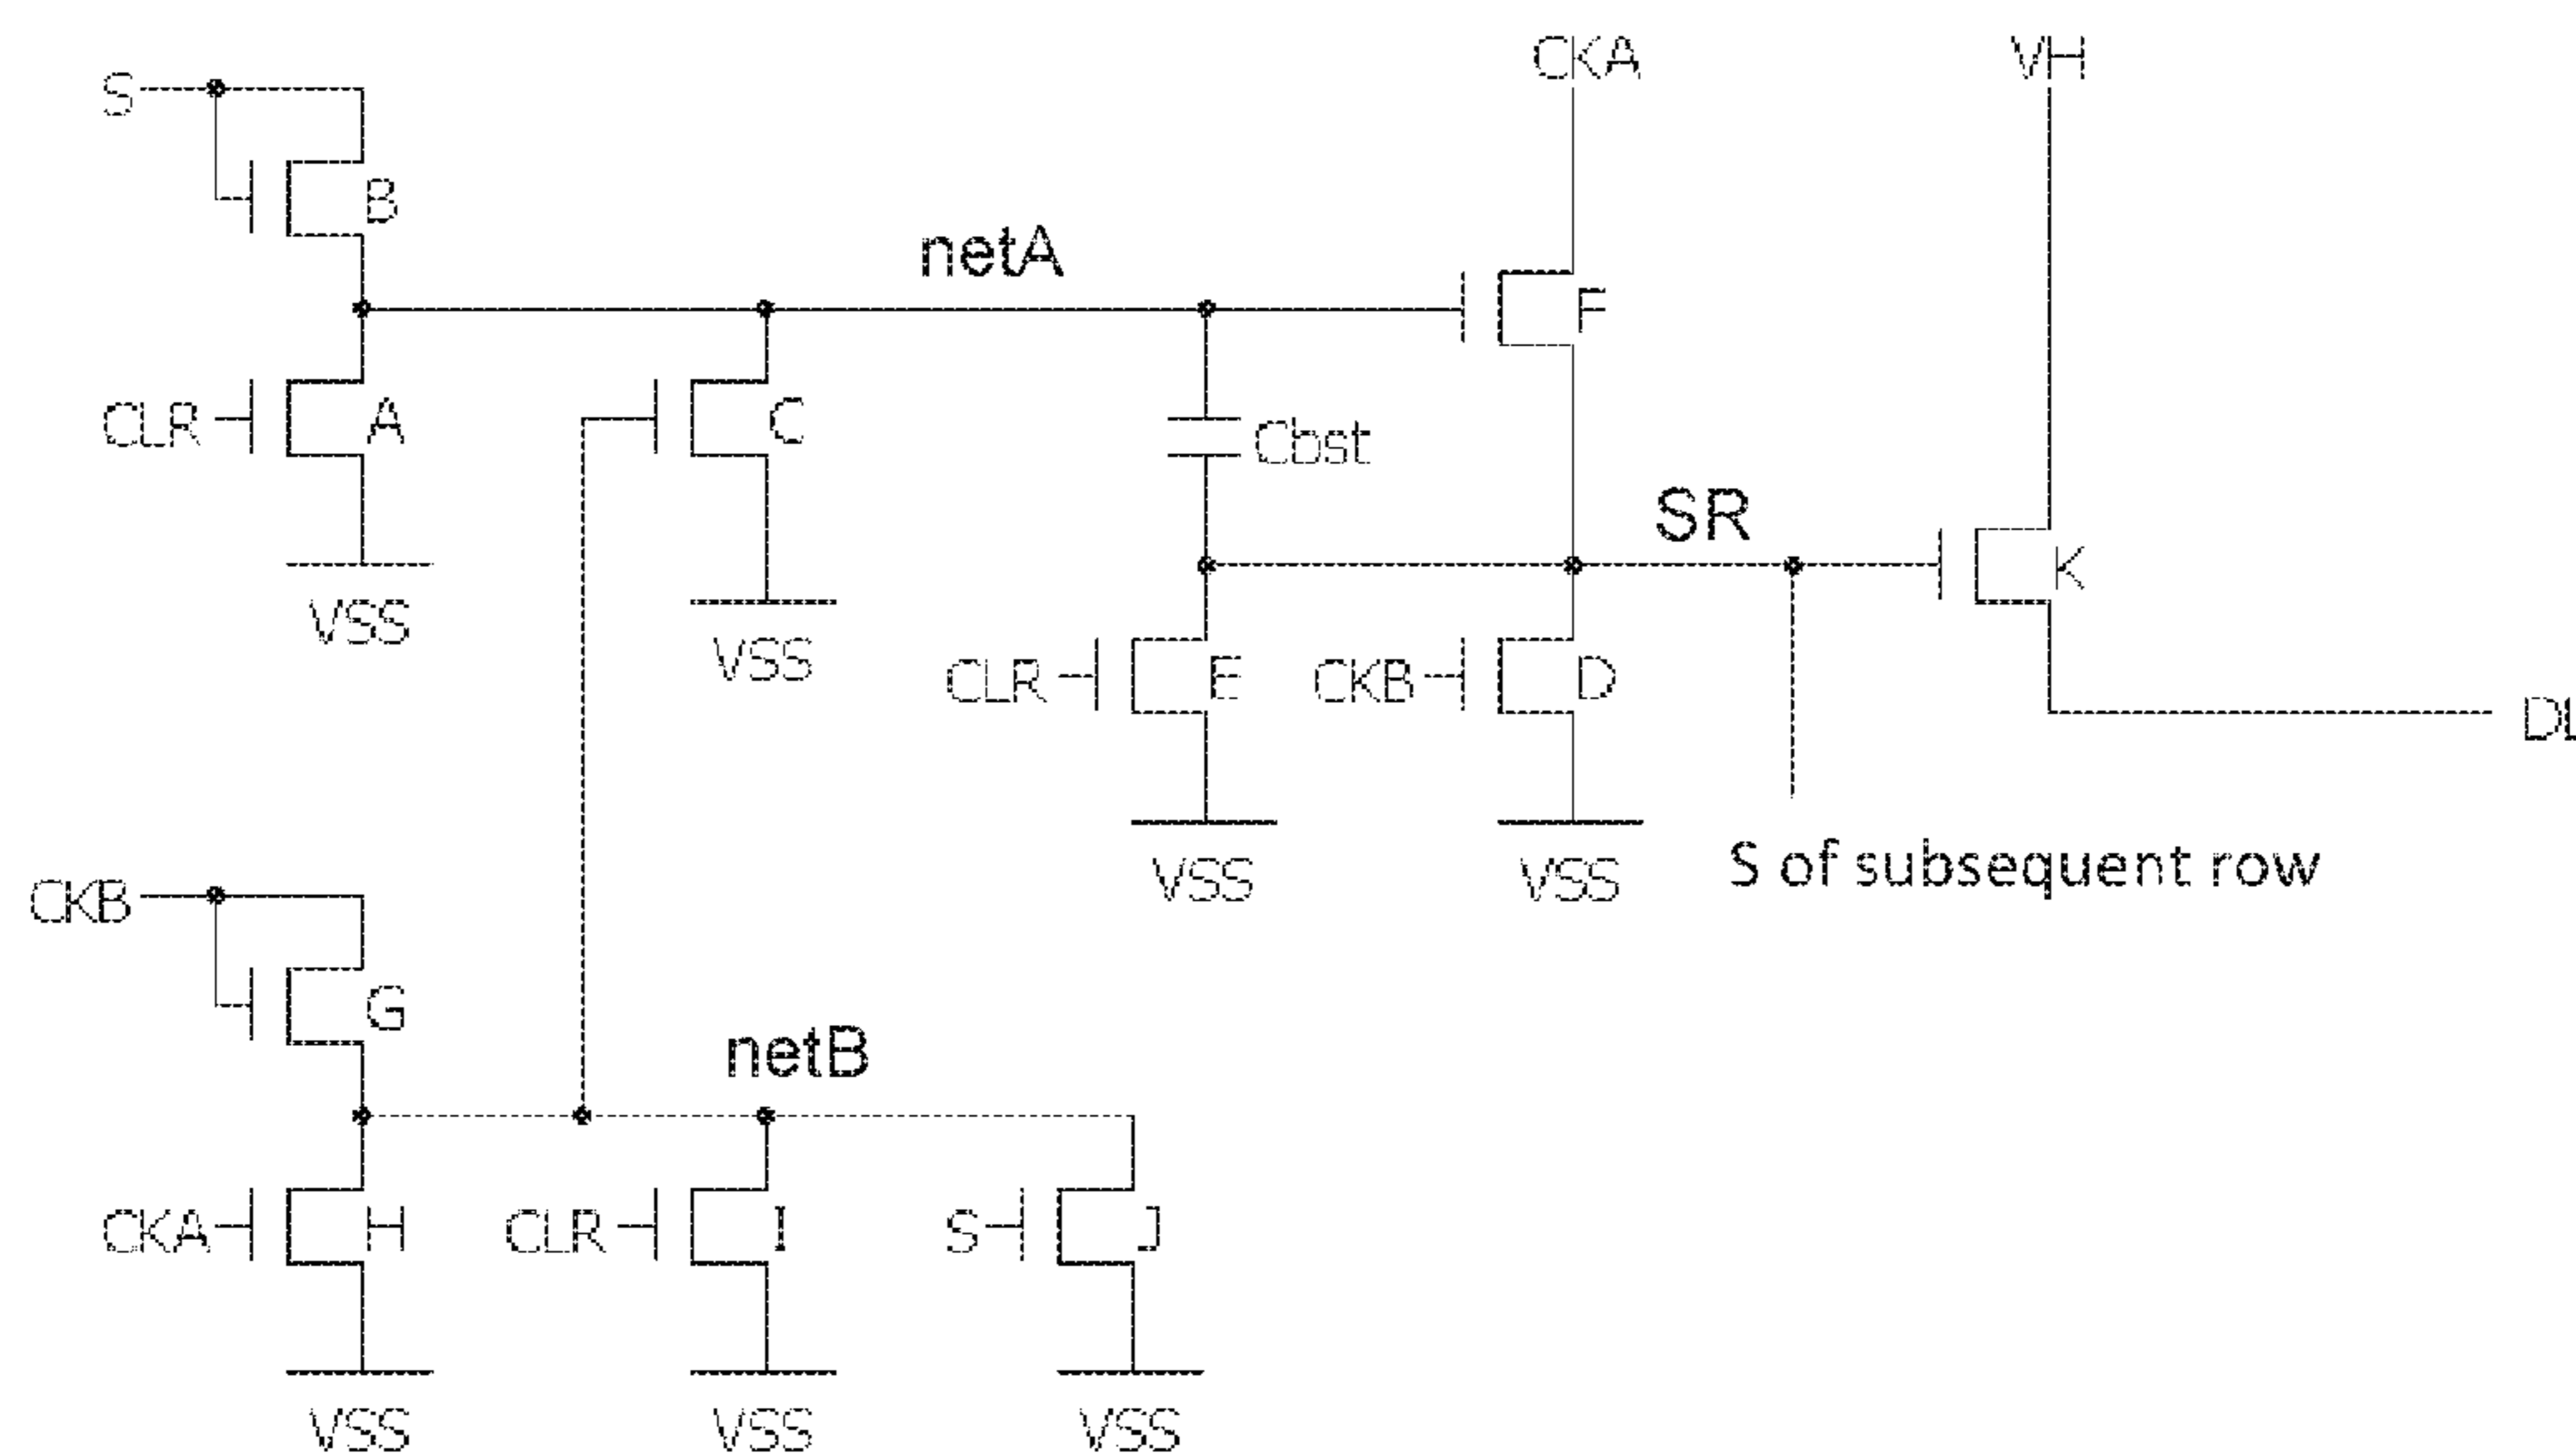 CKA
VH
S
B
netA
F
CLR
A
C
Cbst
SR
K
VSS
VSS
CLR
E
CKB
D
DL
VSS
VSS
S of subsequent row
CKB
G
netB
CKA
H
CLR
I
S
J
VSS
VSS
VSS